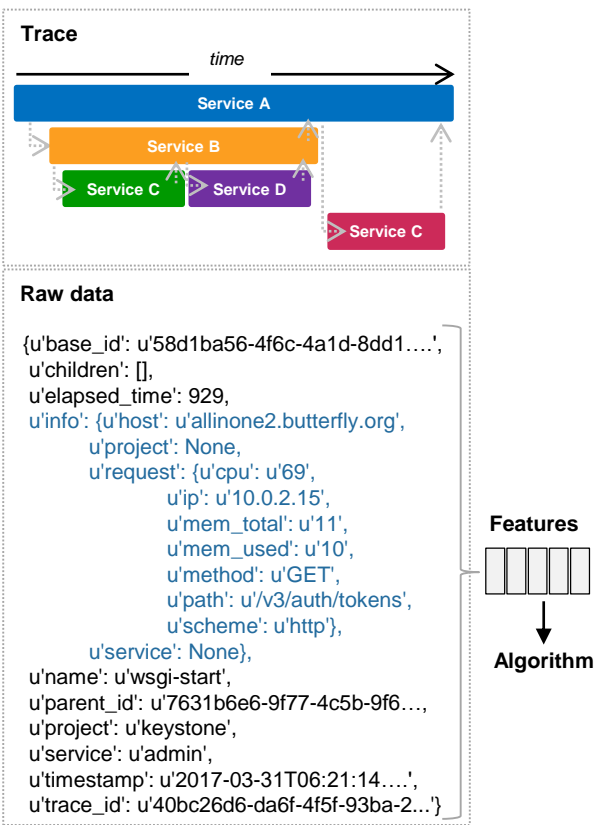 Trace
time
Service A
Service B
Service C
Service D
Service C
Raw data
{u'base_id': u'58d1ba56-4f6c-4a1d-8dd1….',
u'children': [],
u'elapsed_time': 929,
u'info': {u'host': u'allinone2.butterfly.org',
u'project': None,
u'request': {u'cpu': u'69',
u'ip': u'10.0.2.15',
u'mem_total': u'11',
u'mem_used': u'10',
u'method': u'GET',
u'path': u'/v3/auth/tokens',
u'scheme': u'http'},
u'service': None},
u'name': u'wsgi-start',
u'parent_id': u'7631b6e6-9f77-4c5b-9f6…,
u'project': u'keystone',
u'service': u'admin',
u'timestamp': u'2017-03-31T06:21:14….',
u'trace_id': u'40bc26d6-da6f-4f5f-93ba-2...'}
Features
Algorithm